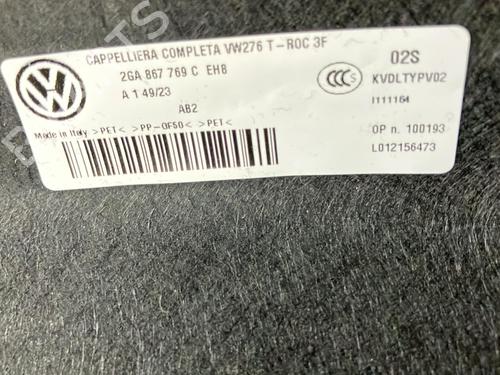 CAPPELLIERA COMPLETA VW276 T-ROC 3F
2GA 867 769 C EH8
A 1 49/23
AB2
Made in Italy >PET< >PP-GF50< >PET<
02S
KVDLTYPV02
I111164
OP n. 100193
L012156473